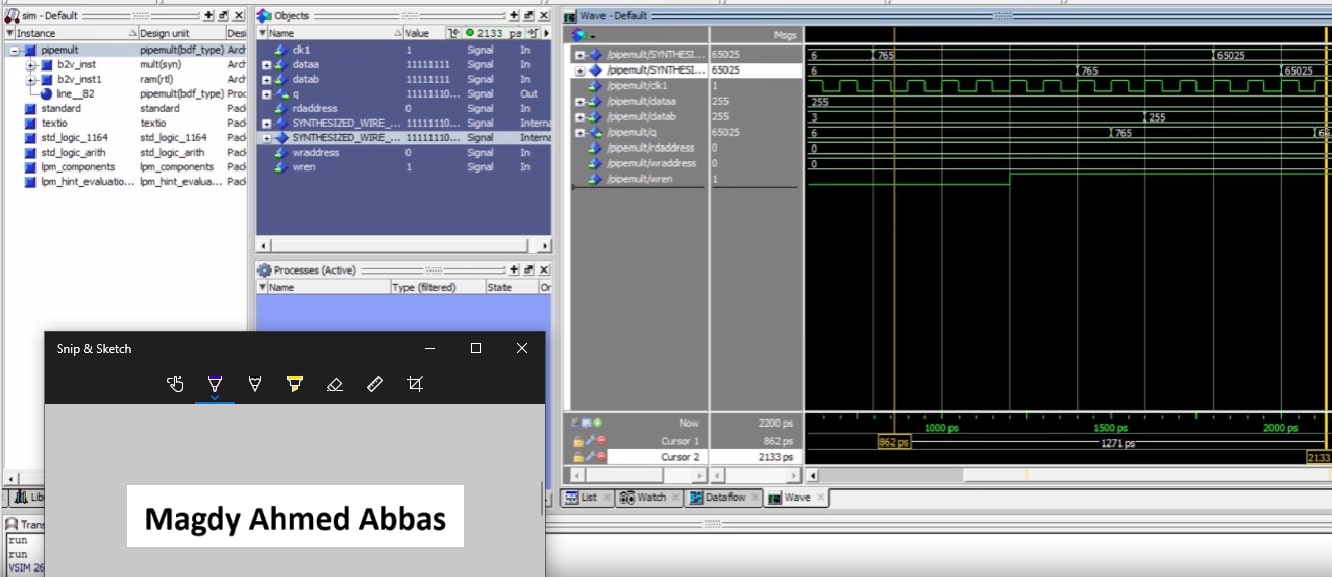 sim - Default
Instance Design unit Desi
pipemult pipemult(bdf_type) Arch
b2v_inst mult(syn) Arch
b2v_inst1 ram(rtl) Arch
line__82 pipemult(bdf_type) Proc
standard standard Pack
textio textio Pack
std_logic_1164 std_logic_1164 Pack
std_logic_arith std_logic_arith Pack
lpm_components lpm_components Pack
lpm_hint_evaluatio... lpm_hint_evalua... Pack
Objects
Name Value 2133 ps
clk1 1 Signal In
dataa 11111111 Signal In
datab 11111111 Signal In
q 11111110... Signal Out
rdaddress 0 Signal In
SYNTHESIZED_WIRE_... 11111110... Signal Interna
SYNTHESIZED_WIRE_... 11111110... Signal Interna
wraddress 0 Signal In
wren 1 Signal In
Processes (Active)
Name Type (filtered) State Or
Wave - Default
Msgs
/pipemult/SYNTHESI... 65025 6 765 65025
/pipemult/SYNTHESI... 65025 6 765 65025
/pipemult/clk1 1
/pipemult/dataa 255 255
/pipemult/datab 255 3 255
/pipemult/q 65025 6 765
/pipemult/rdaddress 0 0
/pipemult/wraddress 0 0
/pipemult/wren 1
Now 2200 ps 1000 ps 1500 ps 2000 ps
Cursor 1 862 ps 862 ps 1271 ps
Cursor 2 2133 ps 2133
List Watch Dataflow Wave
Snip & Sketch
Magdy Ahmed Abbas
Lib
Trans
run
run
VSIM 26